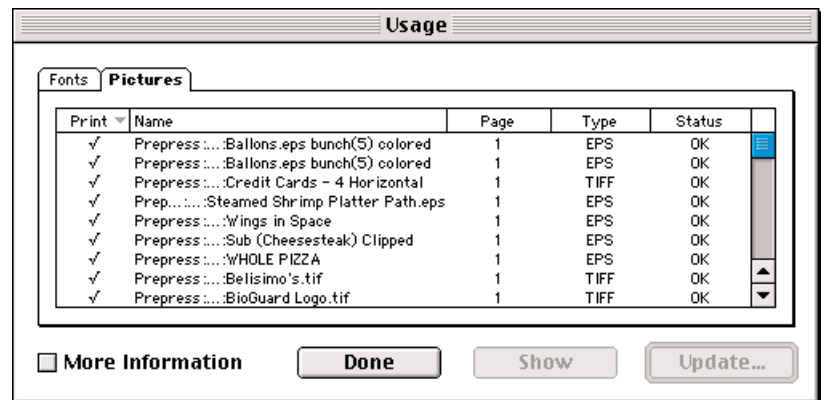 Usage
Fonts Pictures
Print Name Page Type Status
√ Prepress:...:Ballons.eps bunch(5) colored 1 EPS OK
√ Prepress:...:Ballons.eps bunch(5) colored 1 EPS OK
√ Prepress:...:Credit Cards - 4 Horizontal 1 TIFF OK
√ Prep...:...:Steamed Shrimp Platter Path.eps 1 EPS OK
√ Prepress:...:Wings in Space 1 EPS OK
√ Prepress:...:Sub (Cheesesteak) Clipped 1 EPS OK
√ Prepress:...:WHOLE PIZZA 1 EPS OK
√ Prepress:...:Belisimo's.tif 1 TIFF OK
√ Prepress:...:BioGuard Logo.tif 1 TIFF OK
More Information Done Show Update...